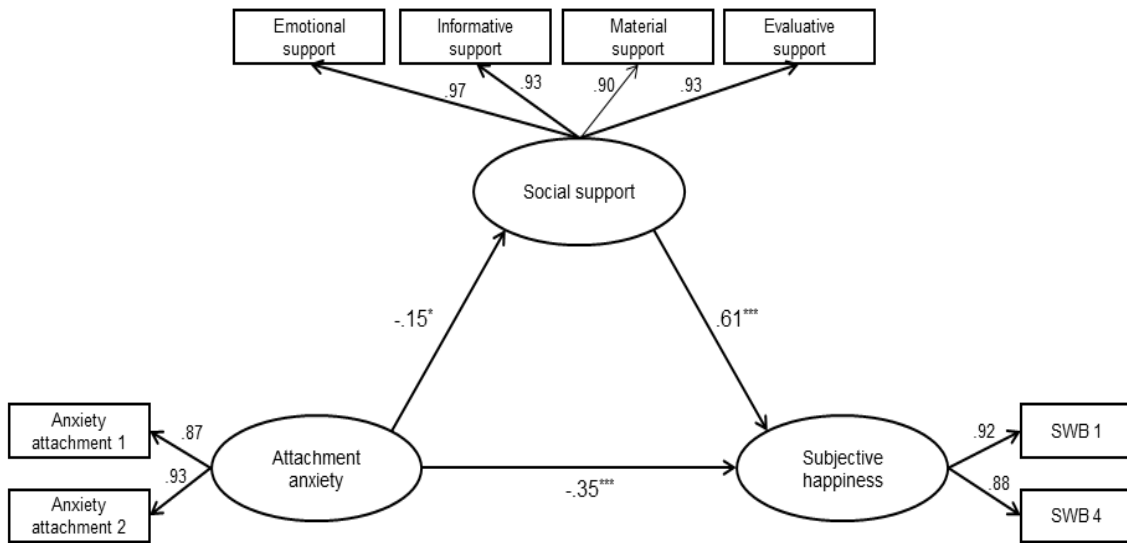 Emotional
support
Informative
support
Material
support
Evaluative
support
.97
.93
.90
.93
Social support
-.15*
.61***
Anxiety
attachment 1
.87
Anxiety
attachment 2
.93
Attachment
anxiety
-.35***
Subjective
happiness
.92
SWB 1
.88
SWB 4